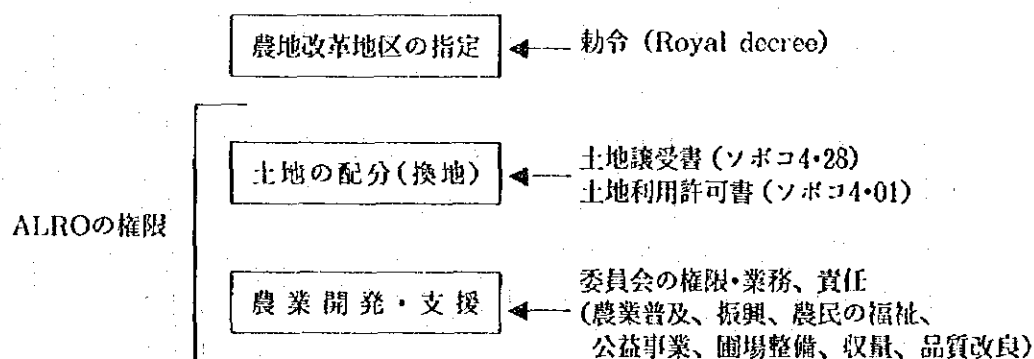 農地改革地区の指定
勅令 (Royal decree)
土地の配分(換地)
土地譲受書 (ソボコ4・28)
土地利用許可書 (ソボコ4・01)
ALROの権限
農業開発・支援
委員会の権限・業務、責任
(農業普及、振興、農民の福祉、
公益事業、圃場整備、収量、品質改良)